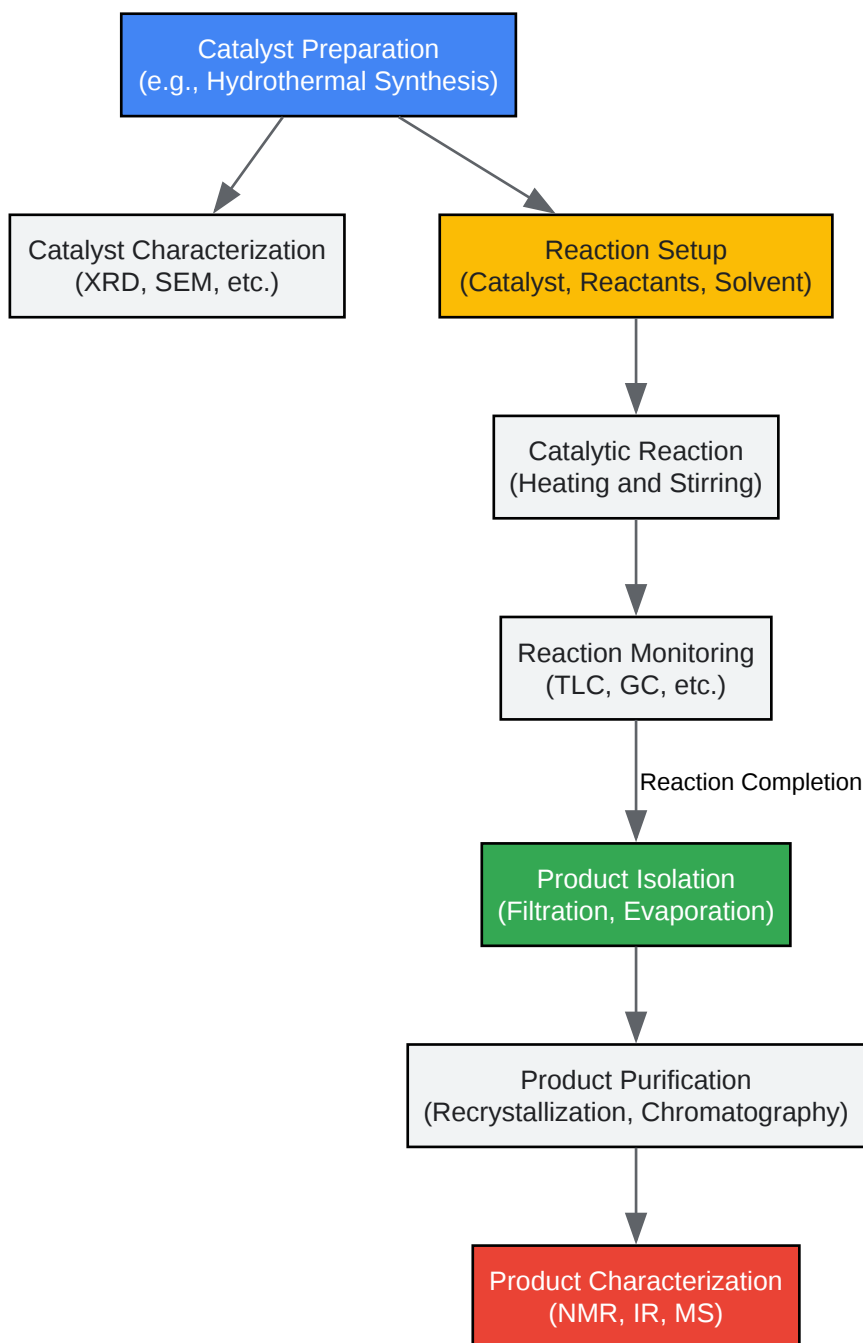 Catalyst Preparation
(e.g., Hydrothermal Synthesis)
Catalyst Characterization
(XRD, SEM, etc.)
Reaction Setup
(Catalyst, Reactants, Solvent)
Catalytic Reaction
(Heating and Stirring)
Reaction Monitoring
(TLC, GC, etc.)
Reaction Completion
Product Isolation
(Filtration, Evaporation)
Product Purification
(Recrystallization, Chromatography)
Product Characterization
(NMR, IR, MS)